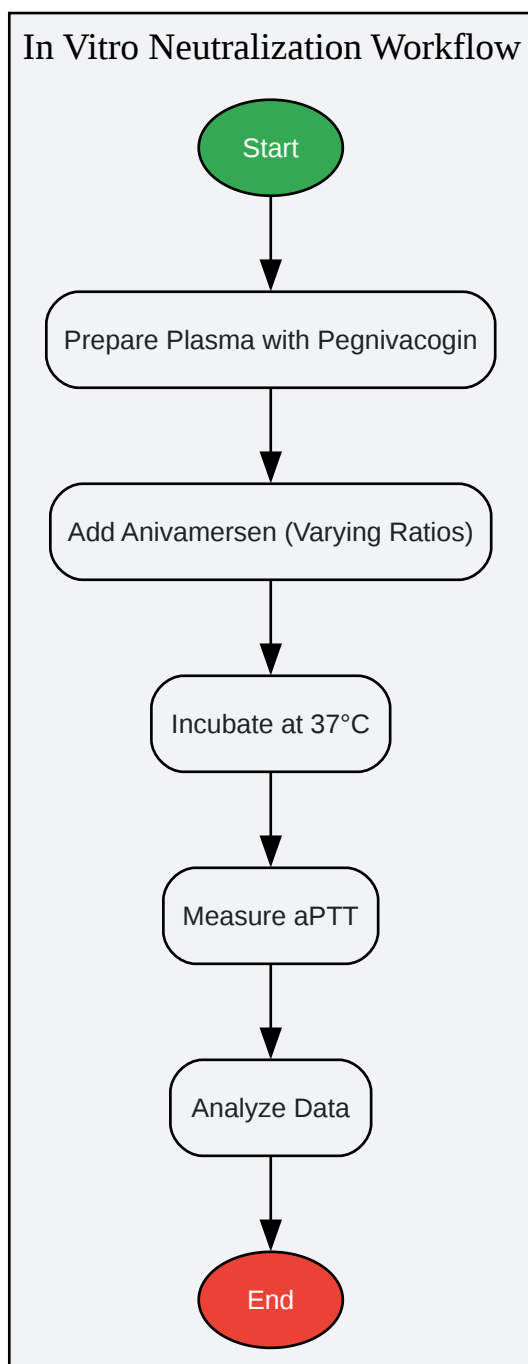 In Vitro Neutralization Workflow
Start
Prepare Plasma with Pegnivacogin
Add Anivamersen (Varying Ratios)
Incubate at 37°C
Measure aPTT
Analyze Data
End